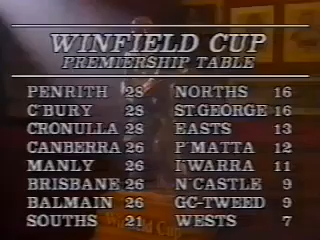 WINFIELD CUP
PREMIERSHIP TABLE
PENRITH 28 NORTHS 16
C'BURY 28 ST.GEORGE 16
CRONULLA 28 EASTS 13
CANBERRA 26 P'MATTA 12
MANLY 26 I'WARRA 11
BRISBANE 26 N'CASTLE 9
BALMAIN 26 GC-TWEED 9
SOUTHS 21 WESTS 7
Winfield Cup